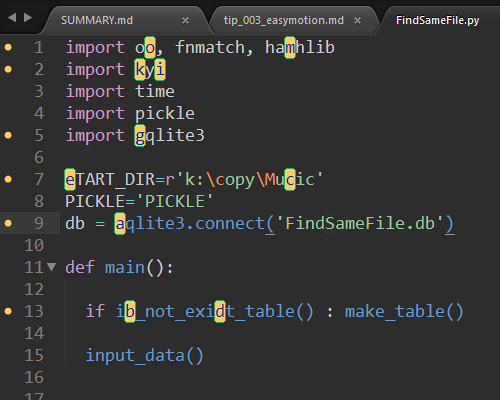 SUMMARY.md × tip_003_easymotion.md × FindSameFile.py
1 import oo, fnmatch, hamhlib
2 import kyi
3 import time
4 import pickle
5 import gqlite3
6
7 eTART_DIR=r'k:\copy\Mucic'
8 PICKLE='PICKLE'
9 db = aqlite3.connect('FindSameFile.db')
10
11 def main():
12
13 if ib_not_exidt_table() : make_table()
14
15 input_data()
16
17